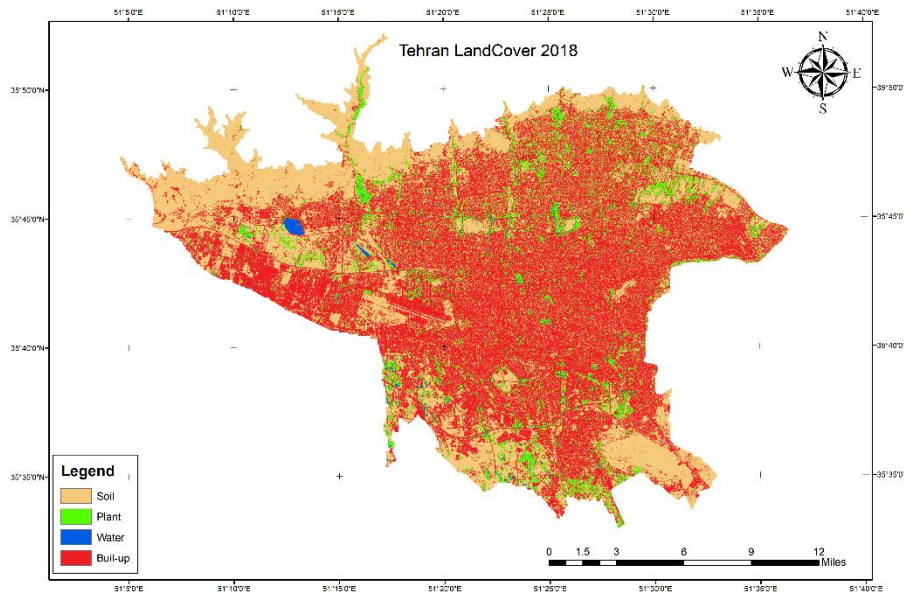 51°5'0"E 51°10'0"E 51°15'0"E 51°20'0"E 51°25'0"E 51°30'0"E 51°35'0"E 51°40'0"E
Tehran LandCover 2018
N
W E
S
35°50'0"N 35°50'0"N
35°45'0"N 35°45'0"N
35°40'0"N 35°40'0"N
35°35'0"N 35°35'0"N
Legend
Soil
Plant
Water
Buil-up
0 1.5 3 6 9 12
Miles
51°5'0"E 51°10'0"E 51°15'0"E 51°20'0"E 51°25'0"E 51°30'0"E 51°35'0"E 51°40'0"E